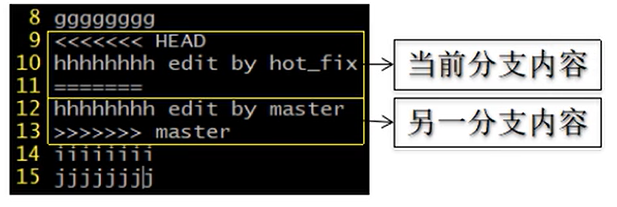 8 gggggggg
9 <<<<<<< HEAD
10 hhhhhhhh edit by hot_fix
11 =======
12 hhhhhhhh edit by master
13 >>>>>>> master
14 iiiiiiii
15 jjjjjjjj
当前分支内容
另一分支内容